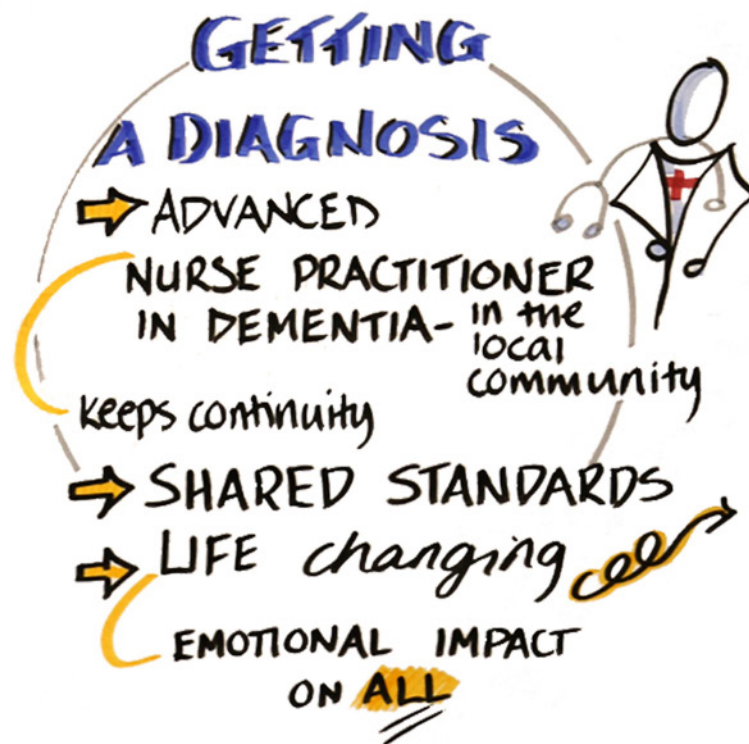 GETTING
A DIAGNOSIS
ADVANCED
NURSE PRACTITIONER
IN DEMENTIA- in the
local
community
keeps continuity
SHARED STANDARDS
LIFE changing
EMOTIONAL IMPACT
ON ALL